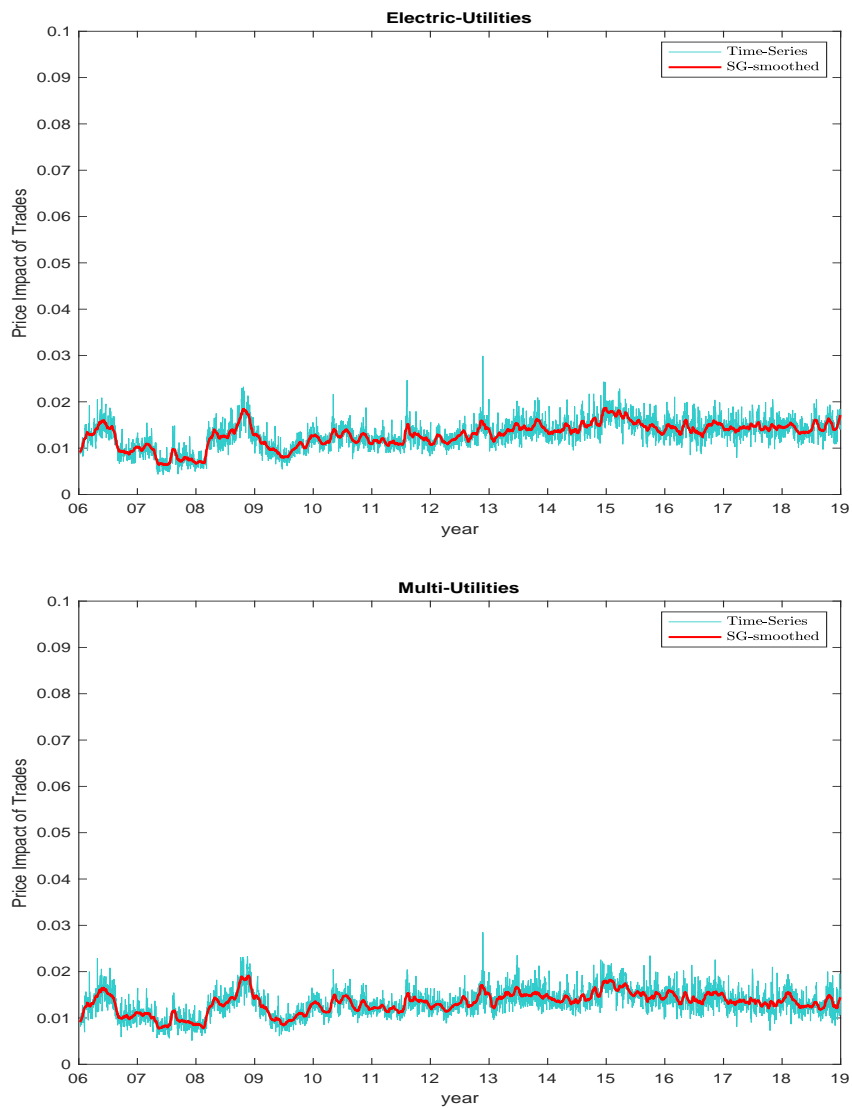 Electric-Utilities
0.1
0.09
0.08
0.07
0.06
0.05
0.04
0.03
0.02
0.01
0
Price Impact of Trades
Time-Series
SG-smoothed
06 07 08 09 10 11 12 13 14 15 16 17 18 19
year
Multi-Utilities
0.1
0.09
0.08
0.07
0.06
0.05
0.04
0.03
0.02
0.01
0
Price Impact of Trades
Time-Series
SG-smoothed
06 07 08 09 10 11 12 13 14 15 16 17 18 19
year